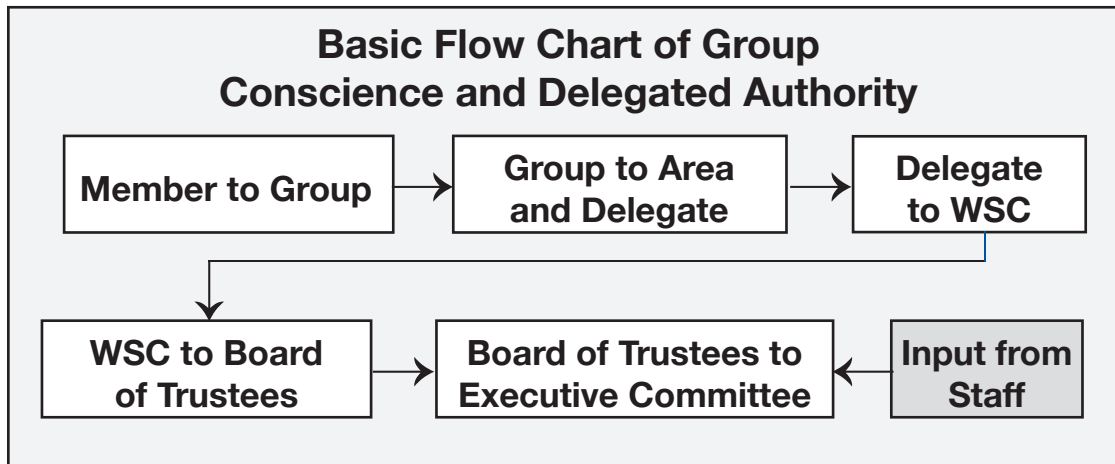 Basic Flow Chart of Group
Conscience and Delegated Authority
Member to Group
Group to Area
and Delegate
Delegate
to WSC
WSC to Board
of Trustees
Board of Trustees to
Executive Committee
Input from
Staff